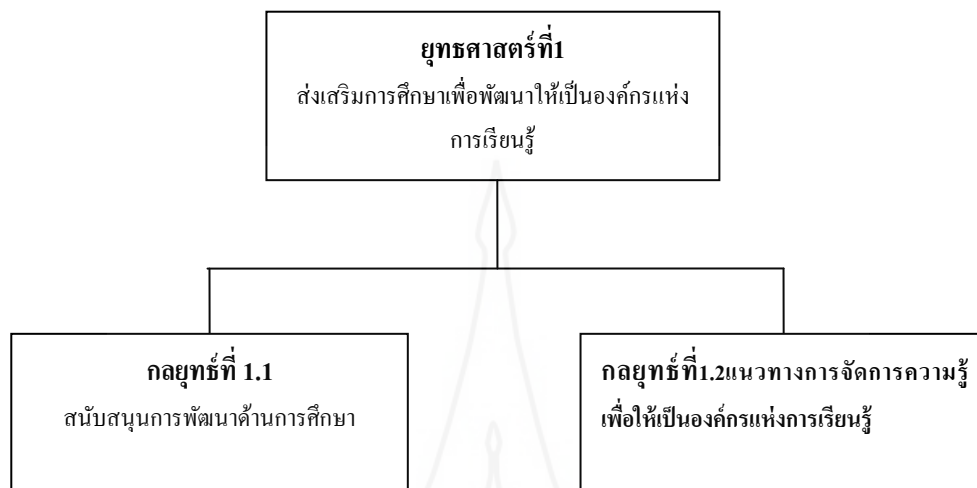 ยุทธศาสตร์ที่1
ส่งเสริมการศึกษาเพื่อพัฒนาให้เป็นองค์กรแห่ง
การเรียนรู้
กลยุทธ์ที่ 1.1
สนับสนุนการพัฒนาด้านการศึกษา
กลยุทธ์ที่1.2แนวทางการจัดการความรู้
เพื่อให้เป็นองค์กรแห่งการเรียนรู้